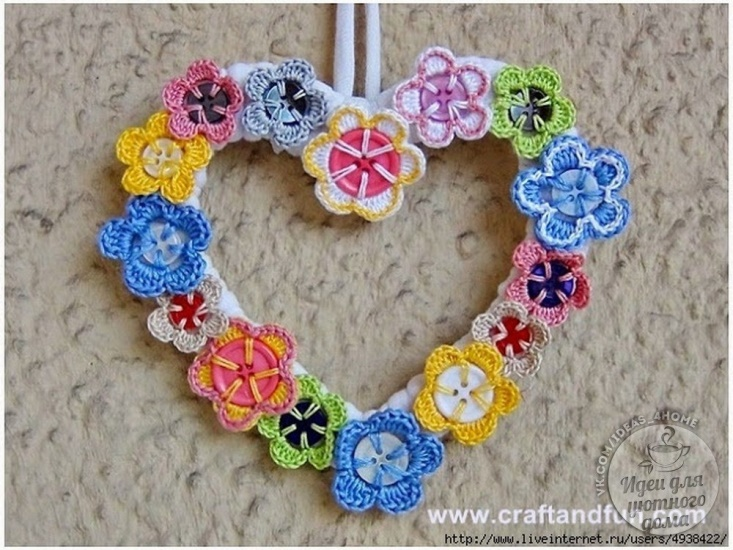 VK.COM/IDEAS_4HOME
Идеи для
уютного
дома
www.craftandfun.com
http://www.liveinternet.ru/users/4938422/